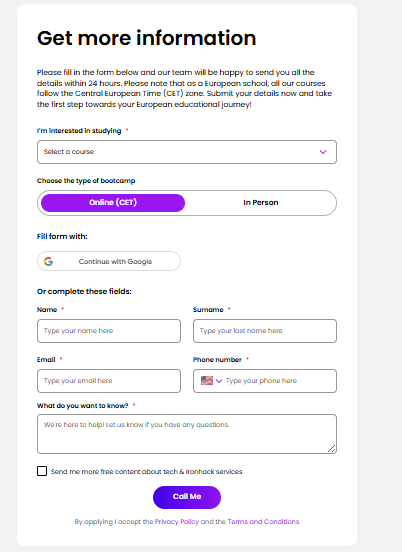 Get more information
Please fill in the form below and our team will be happy to send you all the
details within 24 hours. Please note that as a European school, all our courses
follow the Central European Time (CET) zone. Submit your details now and take
the first step towards your European educational journey!
I'm interested in studying *
Select a course
Choose the type of bootcamp
Online (CET) In Person
Fill form with:
Continue with Google
Or complete these fields:
Name * Surname *
Type your name here Type your last name here
Email * Phone number *
Type your email here Type your phone here
What do you want to know? *
We're here to help! Let us know if you have any questions.
Send me more free content about tech & Ironhack services
Call Me
By applying I accept the Privacy Policy and the Terms and Conditions